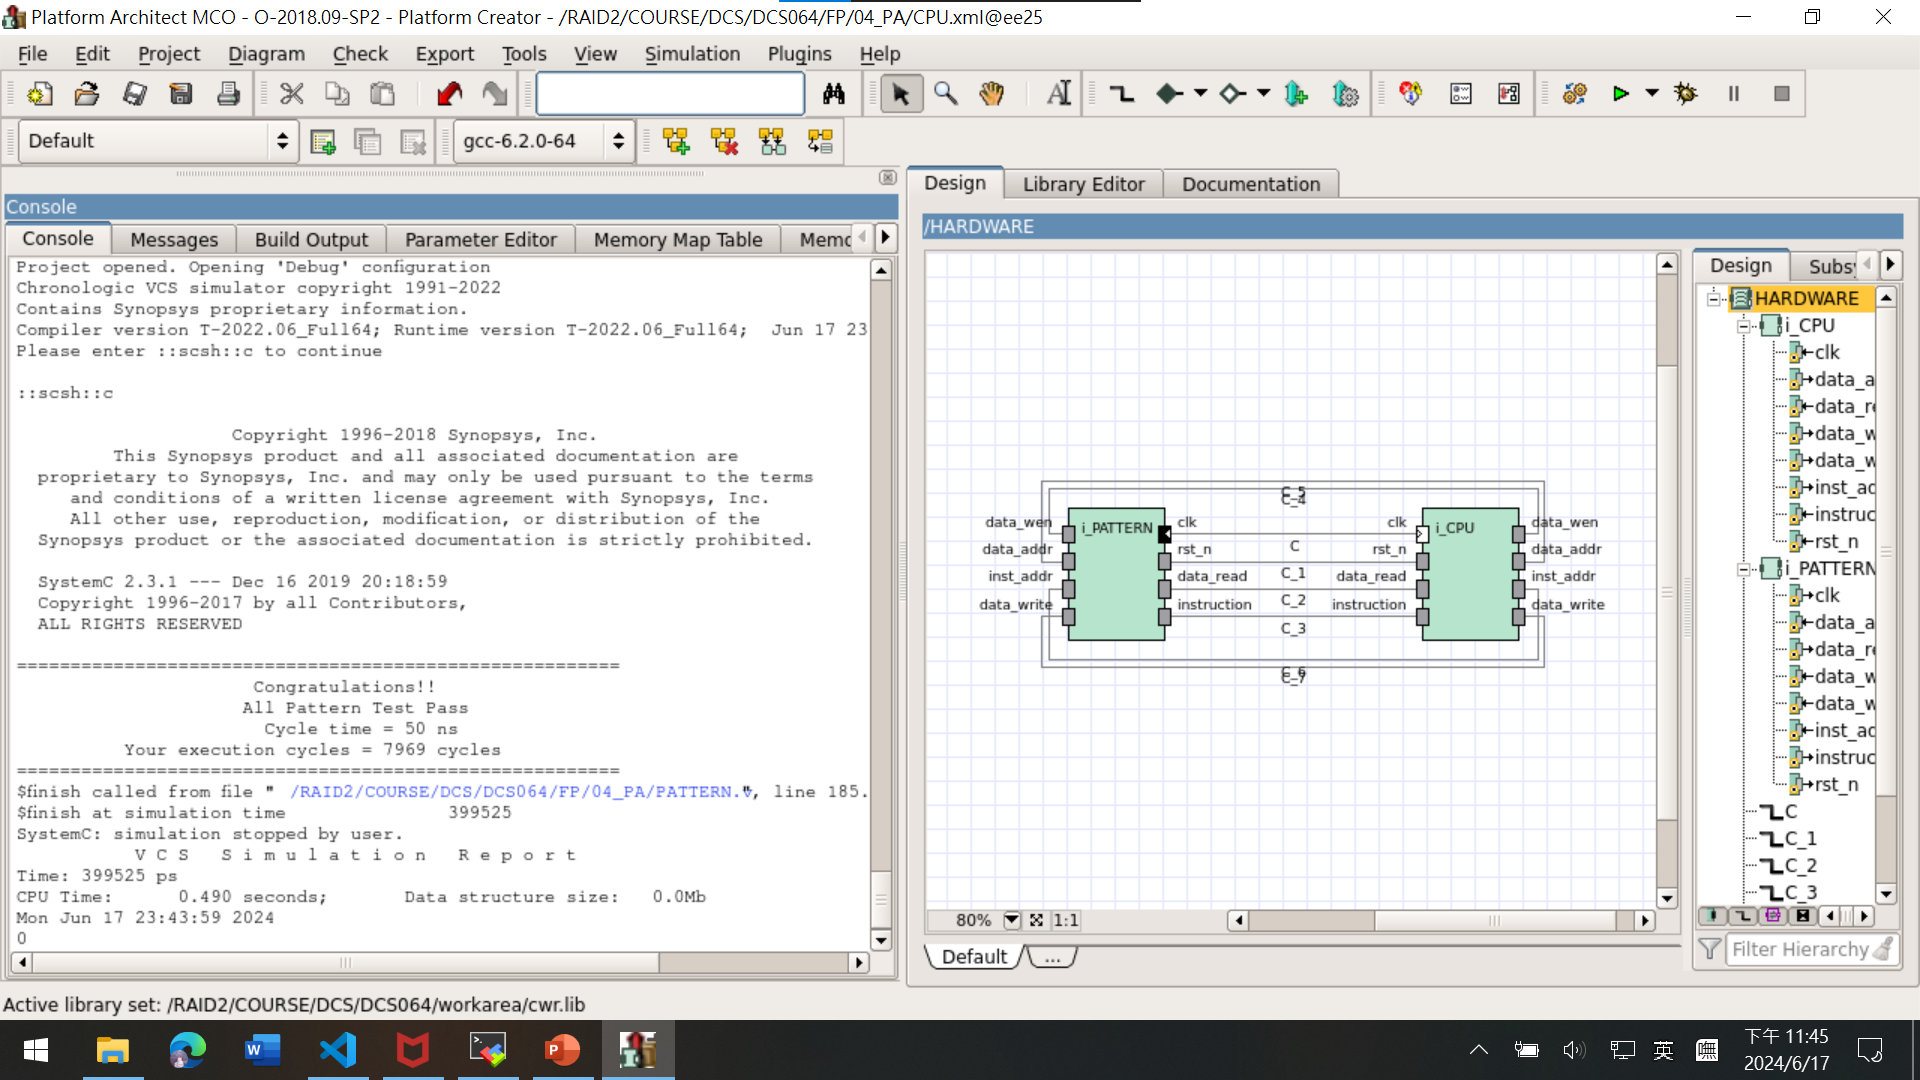 Platform Architect MCO - O-2018.09-SP2 - Platform Creator - /RAID2/COURSE/DCS/DCS064/FP/04_PA/CPU.xml@ee25
File Edit Project Diagram Check Export Tools View Simulation Plugins Help
Default
gcc-6.2.0-64
Console
Console Messages Build Output Parameter Editor Memory Map Table Memo
Project opened. Opening 'Debug' configuration
Chronologic VCS simulator copyright 1991-2022
Contains Synopsys proprietary information.
Compiler version T-2022.06_Full64; Runtime version T-2022.06_Full64;  Jun 17 23
Please enter ::scsh::c to continue
::scsh::c
Copyright 1996-2018 Synopsys, Inc.
This Synopsys product and all associated documentation are
proprietary to Synopsys, Inc. and may only be used pursuant to the terms
and conditions of a written license agreement with Synopsys, Inc.
All other use, reproduction, modification, or distribution of the
Synopsys product or the associated documentation is strictly prohibited.
SystemC 2.3.1 --- Dec 16 2019 20:18:59
Copyright 1996-2017 by all Contributors,
ALL RIGHTS RESERVED
========================================================
Congratulations!!
All Pattern Test Pass
Cycle time = 50 ns
Your execution cycles = 7969 cycles
========================================================
$finish called from file " /RAID2/COURSE/DCS/DCS064/FP/04_PA/PATTERN.v", line 185.
$finish at simulation time 399525
SystemC: simulation stopped by user.
V C S   S i m u l a t i o n   R e p o r t
Time: 399525 ps
CPU Time: 0.490 seconds; Data structure size: 0.0Mb
Mon Jun 17 23:43:59 2024
0
Design Library Editor Documentation
/HARDWARE
C_5
C_4
data_wen i_PATTERN clk clk i_CPU data_wen
C
data_addr rst_n rst_n data_addr
C_1
inst_addr data_read data_read inst_addr
C_2
data_write instruction instruction data_write
C_3
C_6
C_7
80% 1:1
Default ...
Design Subsy
HARDWARE
i_CPU
clk
data_a
data_re
data_w
data_w
inst_ad
instruc
rst_n
i_PATTERN
clk
data_a
data_re
data_w
data_w
inst_ad
instruc
rst_n
C
C_1
C_2
C_3
Filter Hierarchy
Active library set: /RAID2/COURSE/DCS/DCS064/workarea/cwr.lib
英
下午 11:45
2024/6/17